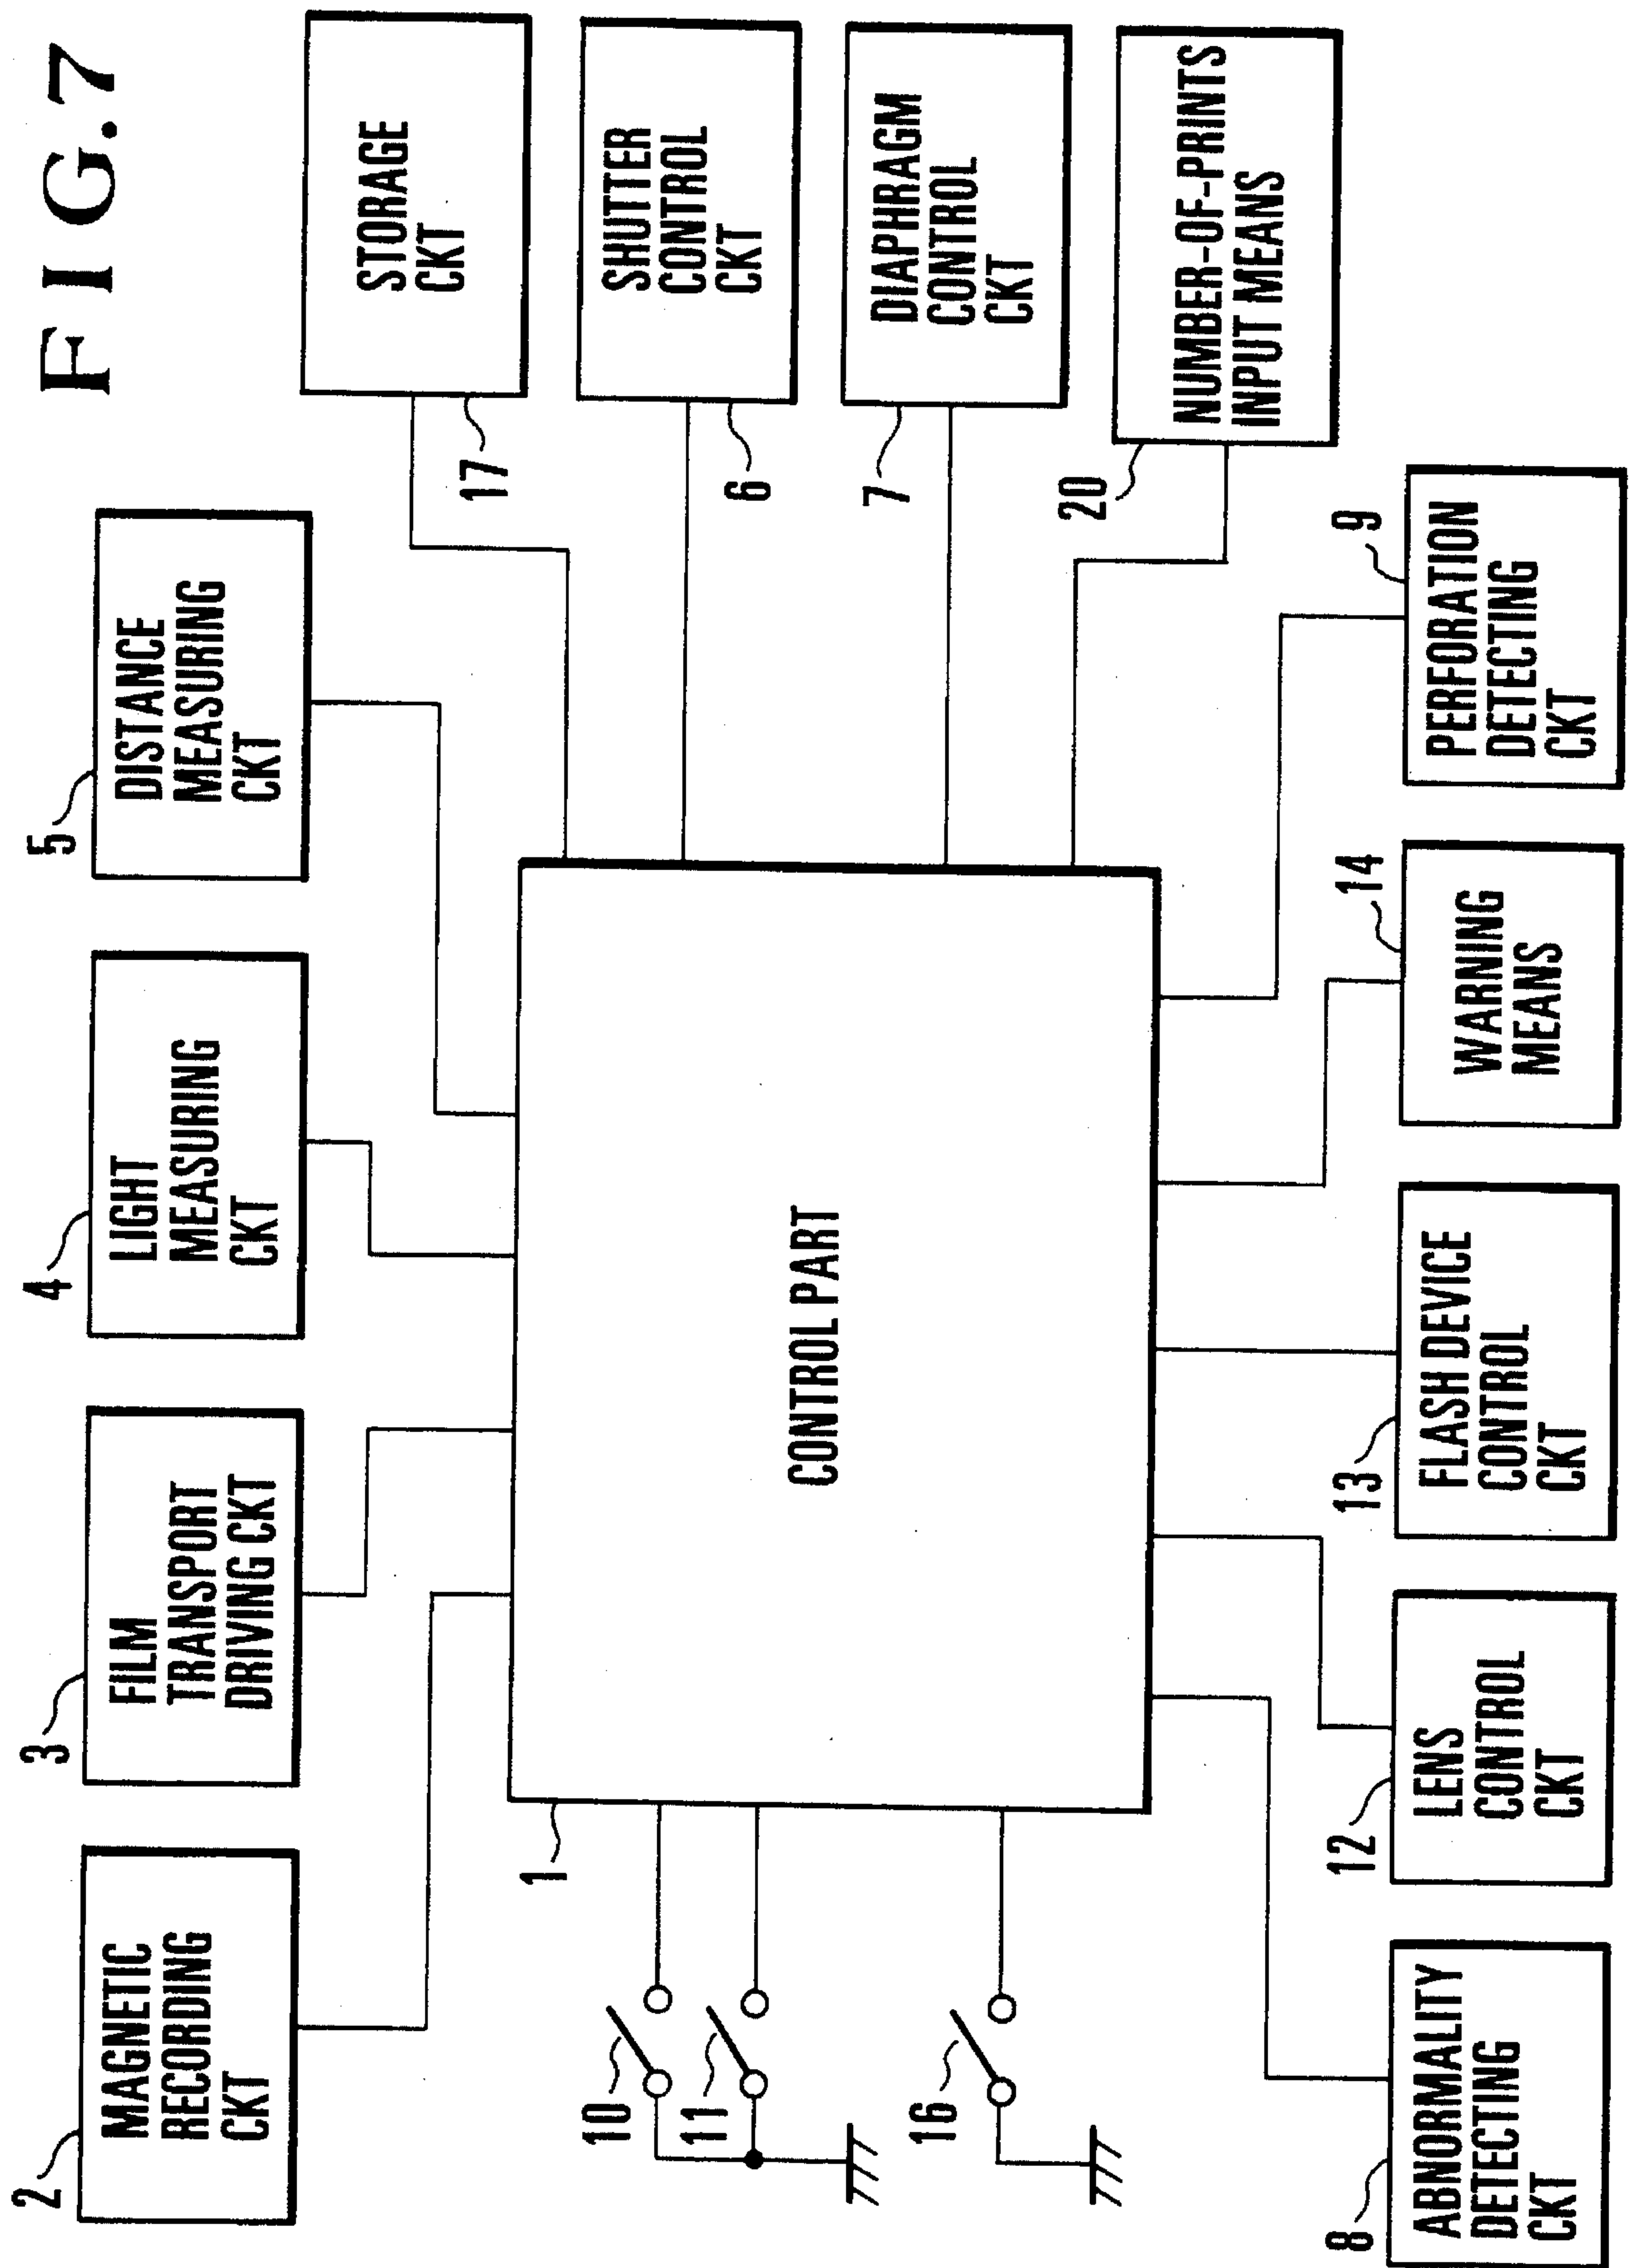 FIG.7
2
MAGNETIC
RECORDING
CKT
3
FILM
TRANSPORT
DRIVING CKT
4
LIGHT
MEASURING
CKT
5
DISTANCE
MEASURING
CKT
STORAGE
CKT
17
SHUTTER
CONTROL
CKT
6
DIAPHRAGM
CONTROL
CKT
7
NUMBER-OF-PRINTS
INPUT MEANS
20
1
CONTROL PART
10
11
16
8
ABNORMALITY
DETECTING
CKT
12
LENS
CONTROL
CKT
13
FLASH DEVICE
CONTROL
CKT
14
WARNING
MEANS
9
PERFORATION
DETECTING
CKT